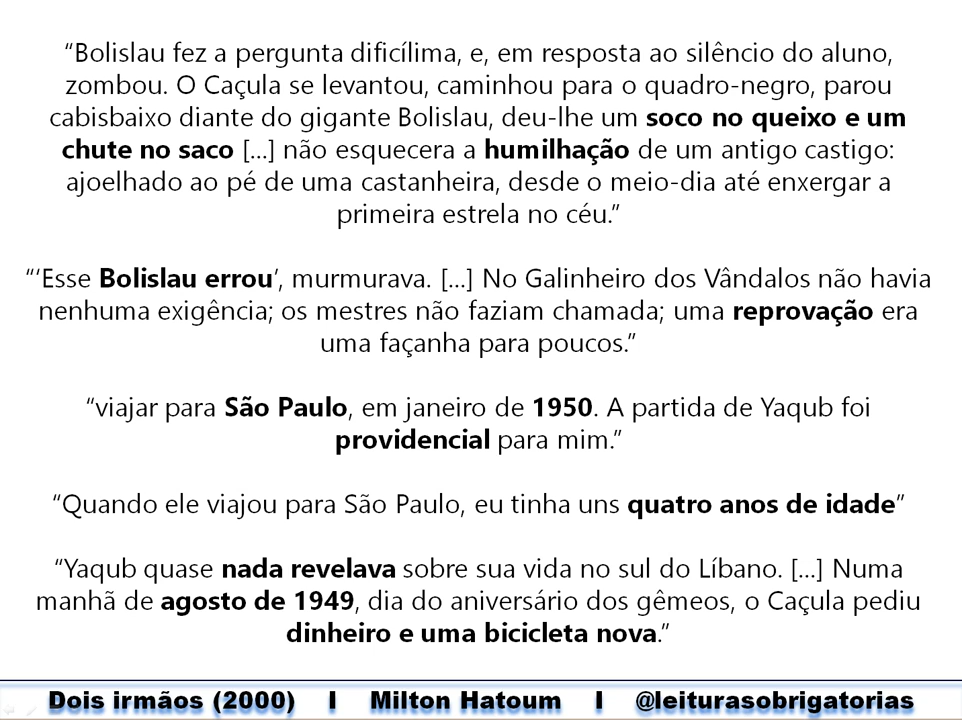 “Bolislau fez a pergunta dificílima, e, em resposta ao silêncio do aluno,
zombou. O Caçula se levantou, caminhou para o quadro-negro, parou
cabisbaixo diante do gigante Bolislau, deu-lhe um soco no queixo e um
chute no saco [...] não esquecera a humilhação de um antigo castigo:
ajoelhado ao pé de uma castanheira, desde o meio-dia até enxergar a
primeira estrela no céu.”
“‘Esse Bolislau errou’, murmurava. [...] No Galinheiro dos Vândalos não havia
nenhuma exigência; os mestres não faziam chamada; uma reprovação era
uma façanha para poucos.”
“viajar para São Paulo, em janeiro de 1950. A partida de Yaqub foi
providencial para mim.”
“Quando ele viajou para São Paulo, eu tinha uns quatro anos de idade”
“Yaqub quase nada revelava sobre sua vida no sul do Líbano. [...] Numa
manhã de agosto de 1949, dia do aniversário dos gêmeos, o Caçula pediu
dinheiro e uma bicicleta nova.”
Dois irmãos (2000) I Milton Hatoum I @leiturasobrigatorias